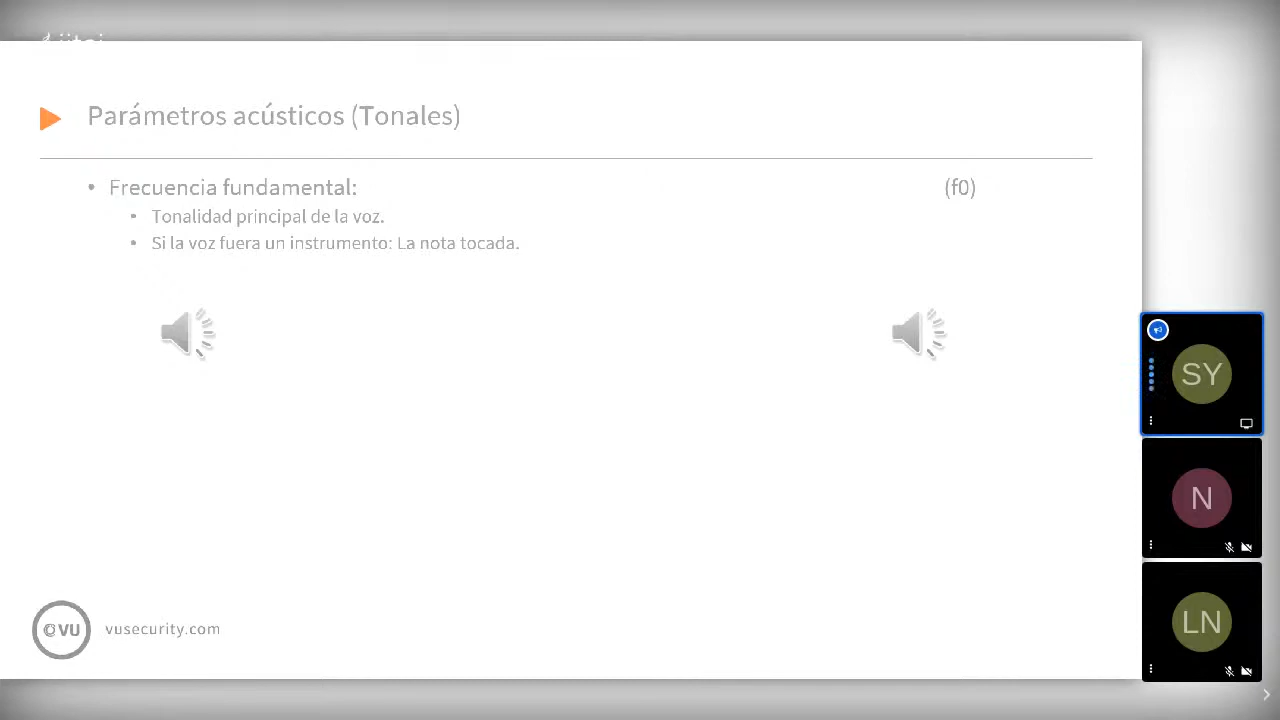 jitsi
Parámetros acústicos (Tonales)
• Frecuencia fundamental: (f0)
• Tonalidad principal de la voz.
• Si la voz fuera un instrumento: La nota tocada.
SY
N
LN
©VU
vusecurity.com